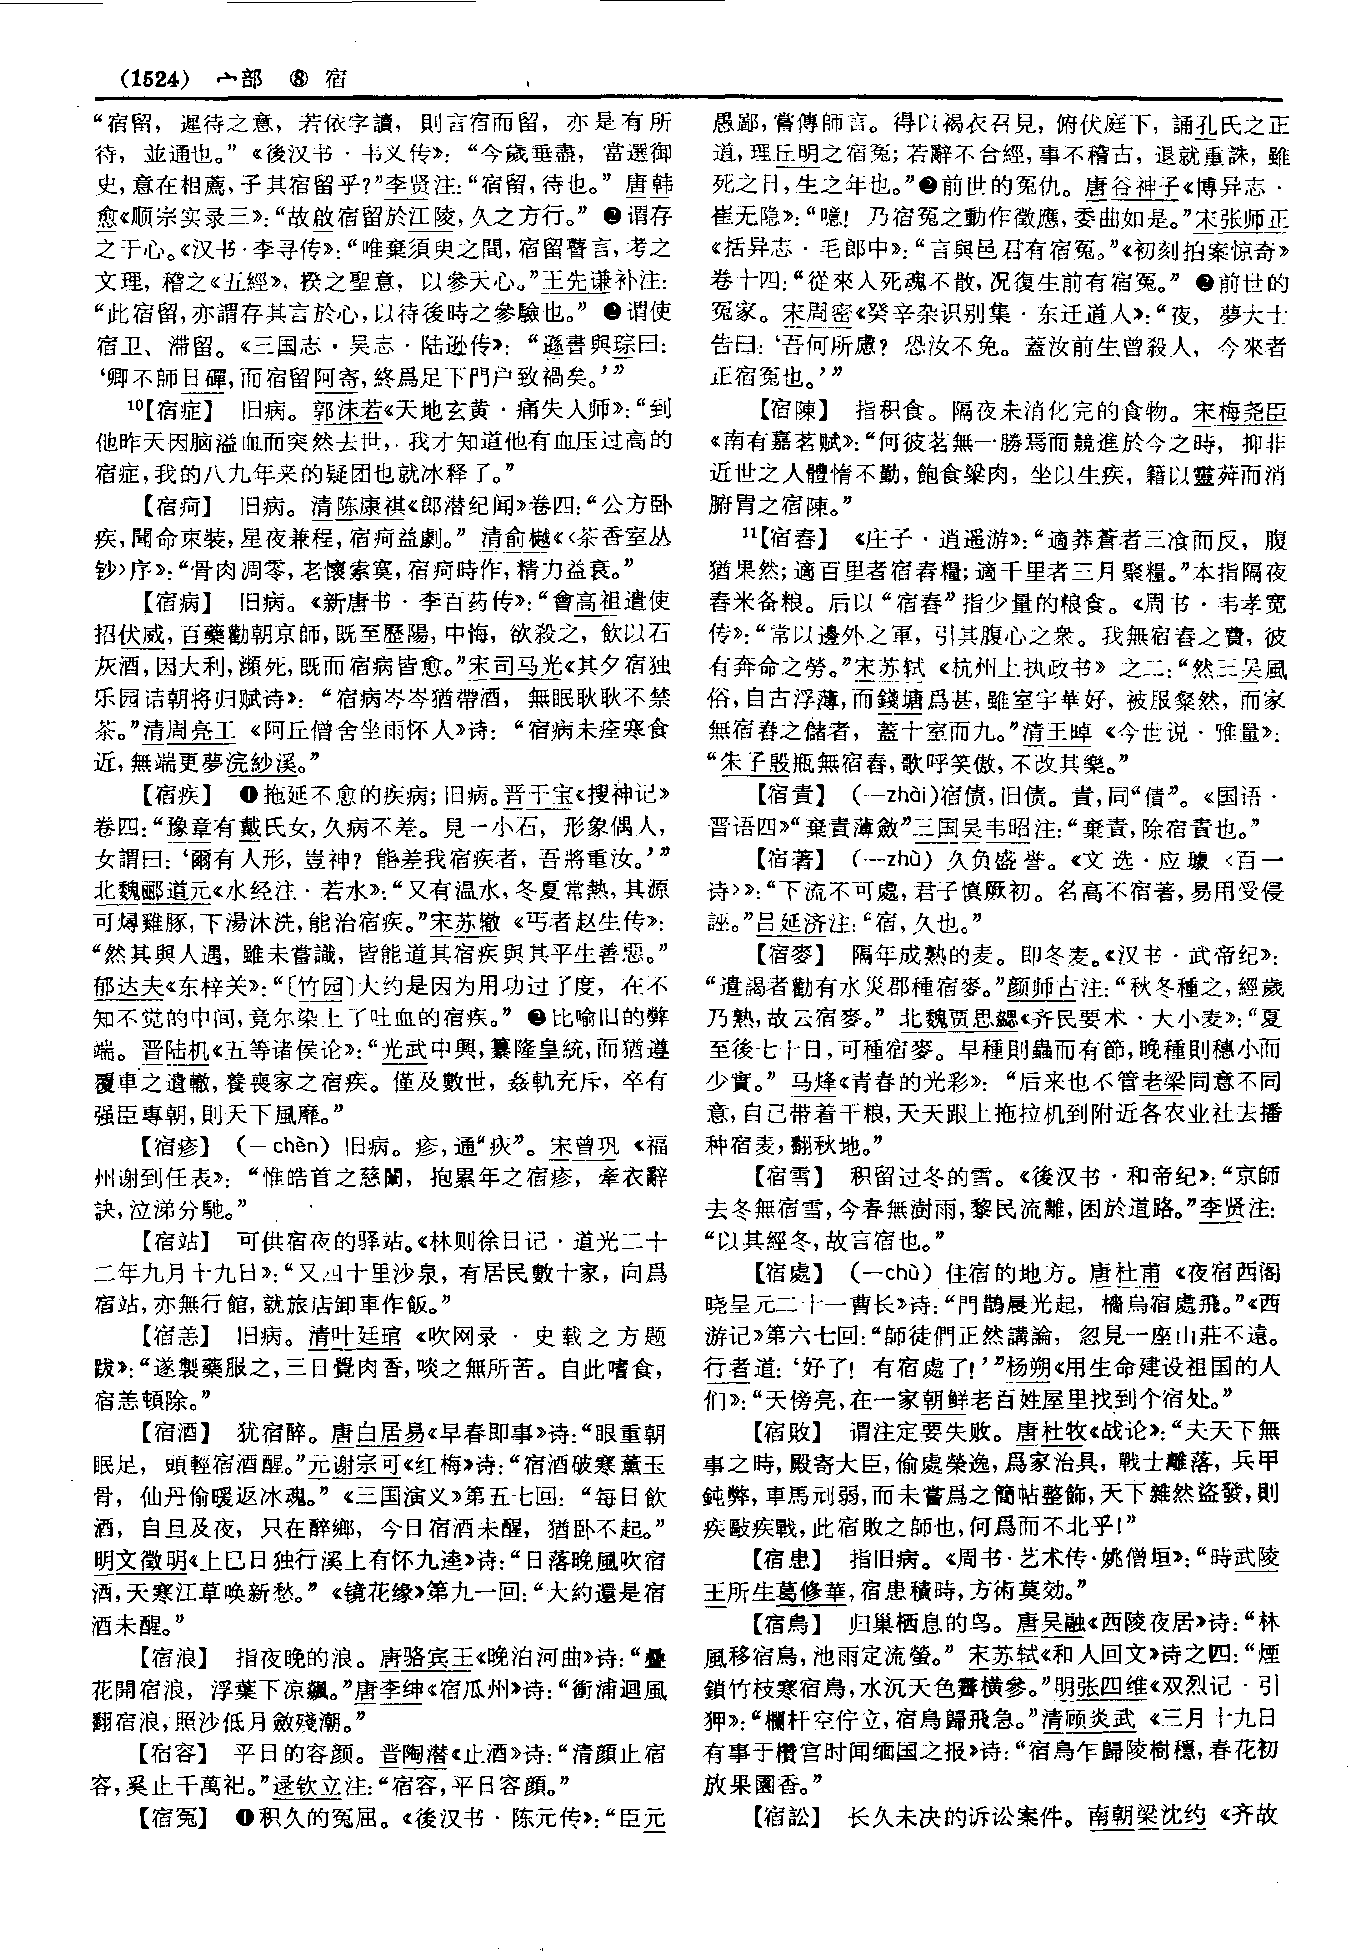 (1524) 宀部 ⑧ 宿
“宿留，遲待之意，若依字讀，則言宿而留，亦是有所
待，並通也。”《後汉书·韦义传》：“今歲垂盡，當選御
史，意在相薦，子其宿留乎？”李贤注：“宿留，待也。”唐韩
愈《顺宗实录三》：“故啟宿留於江陵，久之方行。”❷谓存
之于心。《汉书·李寻传》：“唯棄須臾之間，宿留瞽言，考之
文理，稽之《五經》，揆之聖意，以參天心。”王先谦补注：
“此宿留，亦謂存其言於心，以待後時之參驗也。”❸谓使
宿卫、滞留。《三国志·吴志·陆逊传》：“遜書與琮曰：
‘卿不師日磾，而宿留阿寄，終爲足下門户致禍矣。’”
10【宿症】 旧病。郭沫若《天地玄黄·痛失人师》：“到
他昨天因脑溢血而突然去世，我才知道他有血压过高的
宿症，我的八九年来的疑团也就冰释了。”
【宿疴】 旧病。清陈康祺《郎潜纪闻》卷四：“公方卧
疾，聞命束裝，星夜兼程，宿疴益劇。”清俞樾《〈茶香室丛
钞〉序》：“骨肉凋零，老懷索寞，宿疴時作，精力益衰。”
【宿病】 旧病。《新唐书·李百药传》：“會高祖遣使
招伏威，百藥勸朝京師，既至歷陽，中悔，欲殺之，飲以石
灰酒，因大利，瀕死，既而宿病皆愈。”宋司马光《其夕宿独
乐园诘朝将归赋诗》：“宿病岑岑猶帶酒，無眠耿耿不禁
茶。”清周亮工《阿丘僧舍坐雨怀人》诗：“宿病未痊寒食
近，無端更夢浣紗溪。”
【宿疾】 ❶拖延不愈的疾病；旧病。晋干宝《搜神记》
卷四：“豫章有戴氏女，久病不差。見一小石，形象偶人，
女謂曰：‘爾有人形，豈神？能差我宿疾者，吾將重汝。’”
北魏郦道元《水经注·若水》：“又有温水，冬夏常熱，其源
可燖雞豚，下湯沐洗，能治宿疾。”宋苏辙《丐者赵生传》：
“然其與人遇，雖未嘗識，皆能道其宿疾與其平生善惡。”
郁达夫《东梓关》：“〔竹园〕大约是因为用功过了度，在不
知不觉的中间，竟尔染上了吐血的宿疾。”❷比喻旧的弊
端。晋陆机《五等诸侯论》：“光武中興，纂隆皇統，而猶遵
覆車之遺轍，養喪家之宿疾。僅及數世，姦軌充斥，卒有
强臣專朝，則天下風靡。”
【宿疹】 （—chèn）旧病。疹，通“疢”。宋曾巩《福
州谢到任表》：“惟皓首之慈闈，抱累年之宿疹，牽衣辭
訣，泣涕分馳。”
【宿站】 可供宿夜的驿站。《林则徐日记·道光二十
二年九月十九日》：“又四十里沙泉，有居民數十家，向爲
宿站，亦無行館，就旅店卸車作飯。”
【宿恙】 旧病。清叶廷琯《吹网录·史载之方题
跋》：“遂製藥服之，三日覺肉香，啖之無所苦。自此嗜食，
宿恙頓除。”
【宿酒】 犹宿醉。唐白居易《早春即事》诗：“眼重朝
眠足，頭輕宿酒醒。”元谢宗可《红梅》诗：“宿酒破寒薰玉
骨，仙丹偷暖返冰魂。”《三国演义》第五七回：“每日飲
酒，自旦及夜，只在醉鄉，今日宿酒未醒，猶卧不起。”
明文徵明《上巳日独行溪上有怀九逵》诗：“日落晚風吹宿
酒，天寒江草唤新愁。”《镜花缘》第九一回：“大約還是宿
酒未醒。”
【宿浪】 指夜晚的浪。唐骆宾王《晚泊河曲》诗：“疊
花開宿浪，浮葉下凉飆。”唐李绅《宿瓜州》诗：“衝浦迴風
翻宿浪，照沙低月斂殘潮。”
【宿容】 平日的容颜。晋陶潜《止酒》诗：“清顔止宿
容，奚止千萬祀。”逯钦立注：“宿容，平日容顔。”
【宿冤】 ❶积久的冤屈。《後汉书·陈元传》：“臣元
愚鄙，嘗傳師言。得以褐衣召見，俯伏庭下，誦孔氏之正
道，理丘明之宿冤；若辭不合經，事不稽古，退就重誅，雖
死之日，生之年也。”❷前世的冤仇。唐谷神子《博异志·
崔无隐》：“噫！乃宿冤之動作徵應，委曲如是。”宋张师正
《括异志·毛郎中》：“言與邑君有宿冤。”《初刻拍案惊奇》
卷十四：“從來人死魂不散，况復生前有宿冤。”❷前世的
冤家。宋周密《癸辛杂识别集·东迁道人》：“夜，夢大士
告曰：‘吾何所慮？恐汝不免。蓋汝前生曾殺人，今來者
正宿冤也。’”
【宿陳】 指积食。隔夜未消化完的食物。宋梅尧臣
《南有嘉茗赋》：“何彼茗無一勝焉而競進於今之時，抑非
近世之人體惰不勤，飽食粱肉，坐以生疾，籍以靈荈而消
腑胃之宿陳。”
11【宿舂】 《庄子·逍遥游》：“適莽蒼者三飡而反，腹
猶果然；適百里者宿舂糧；適千里者三月聚糧。”本指隔夜
舂米备粮。后以“宿舂”指少量的粮食。《周书·韦孝宽
传》：“常以邊外之軍，引其腹心之衆。我無宿舂之費，彼
有奔命之勞。”宋苏轼《杭州上执政书》之二：“然三吴風
俗，自古浮薄，而錢塘爲甚，雖室宇華好，被服粲然，而家
無宿舂之儲者，蓋十室而九。”清王晫《今世说·雅量》：
“朱子殷瓶無宿舂，歌呼笑傲，不改其樂。”
【宿責】 （—zhài）宿债，旧债。責，同“債”。《国语·
晋语四》“棄責薄斂”三国吴韦昭注：“棄責，除宿責也。”
【宿著】 （—zhù）久负盛誉。《文选·应璩〈百一
诗〉》：“下流不可處，君子慎厥初。名高不宿著，易用受侵
誣。”吕延济注：“宿，久也。”
【宿麥】 隔年成熟的麦。即冬麦。《汉书·武帝纪》：
“遣謁者勸有水災郡種宿麥。”颜师古注：“秋冬種之，經歲
乃熟，故云宿麥。”北魏贾思勰《齐民要术·大小麦》：“夏
至後七十日，可種宿麥。早種則蟲而有節，晚種則穗小而
少實。”马烽《青春的光彩》：“后来也不管老梁同意不同
意，自己带着干粮，天天跟上拖拉机到附近各农业社去播
种宿麦，翻秋地。”
【宿雪】 积留过冬的雪。《後汉书·和帝纪》：“京師
去冬無宿雪，今春無澍雨，黎民流離，困於道路。”李贤注：
“以其經冬，故言宿也。”
【宿處】 （—chù）住宿的地方。唐杜甫《夜宿西阁
晓呈元二十一曹长》诗：“門鵲晨光起，檣烏宿處飛。”《西
游记》第六七回：“師徒們正然講論，忽見一座山莊不遠。
行者道：‘好了！有宿處了！’”杨朔《用生命建设祖国的人
们》：“天傍亮，在一家朝鲜老百姓屋里找到个宿处。”
【宿敗】 谓注定要失败。唐杜牧《战论》：“夫天下無
事之時，殿寄大臣，偷處榮逸，爲家治具，戰士離落，兵甲
鈍弊，車馬刓弱，而未嘗爲之簡帖整飾，天下雜然盜發，則
疾毆疾戰，此宿敗之師也，何爲而不北乎！”
【宿患】 指旧病。《周书·艺术传·姚僧垣》：“時武陵
王所生葛修華，宿患積時，方術莫効。”
【宿鳥】 归巢栖息的鸟。唐吴融《西陵夜居》诗：“林
風移宿鳥，池雨定流螢。”宋苏轼《和人回文》诗之四：“煙
鎖竹枝寒宿鳥，水沉天色霽横參。”明张四维《双烈记·引
狎》：“欄杆空佇立，宿鳥歸飛急。”清顾炎武《三月十九日
有事于欑宫时闻缅国之报》诗：“宿鳥乍歸陵樹穩，春花初
放果園香。”
【宿訟】 长久未决的诉讼案件。南朝梁沈约《齐故